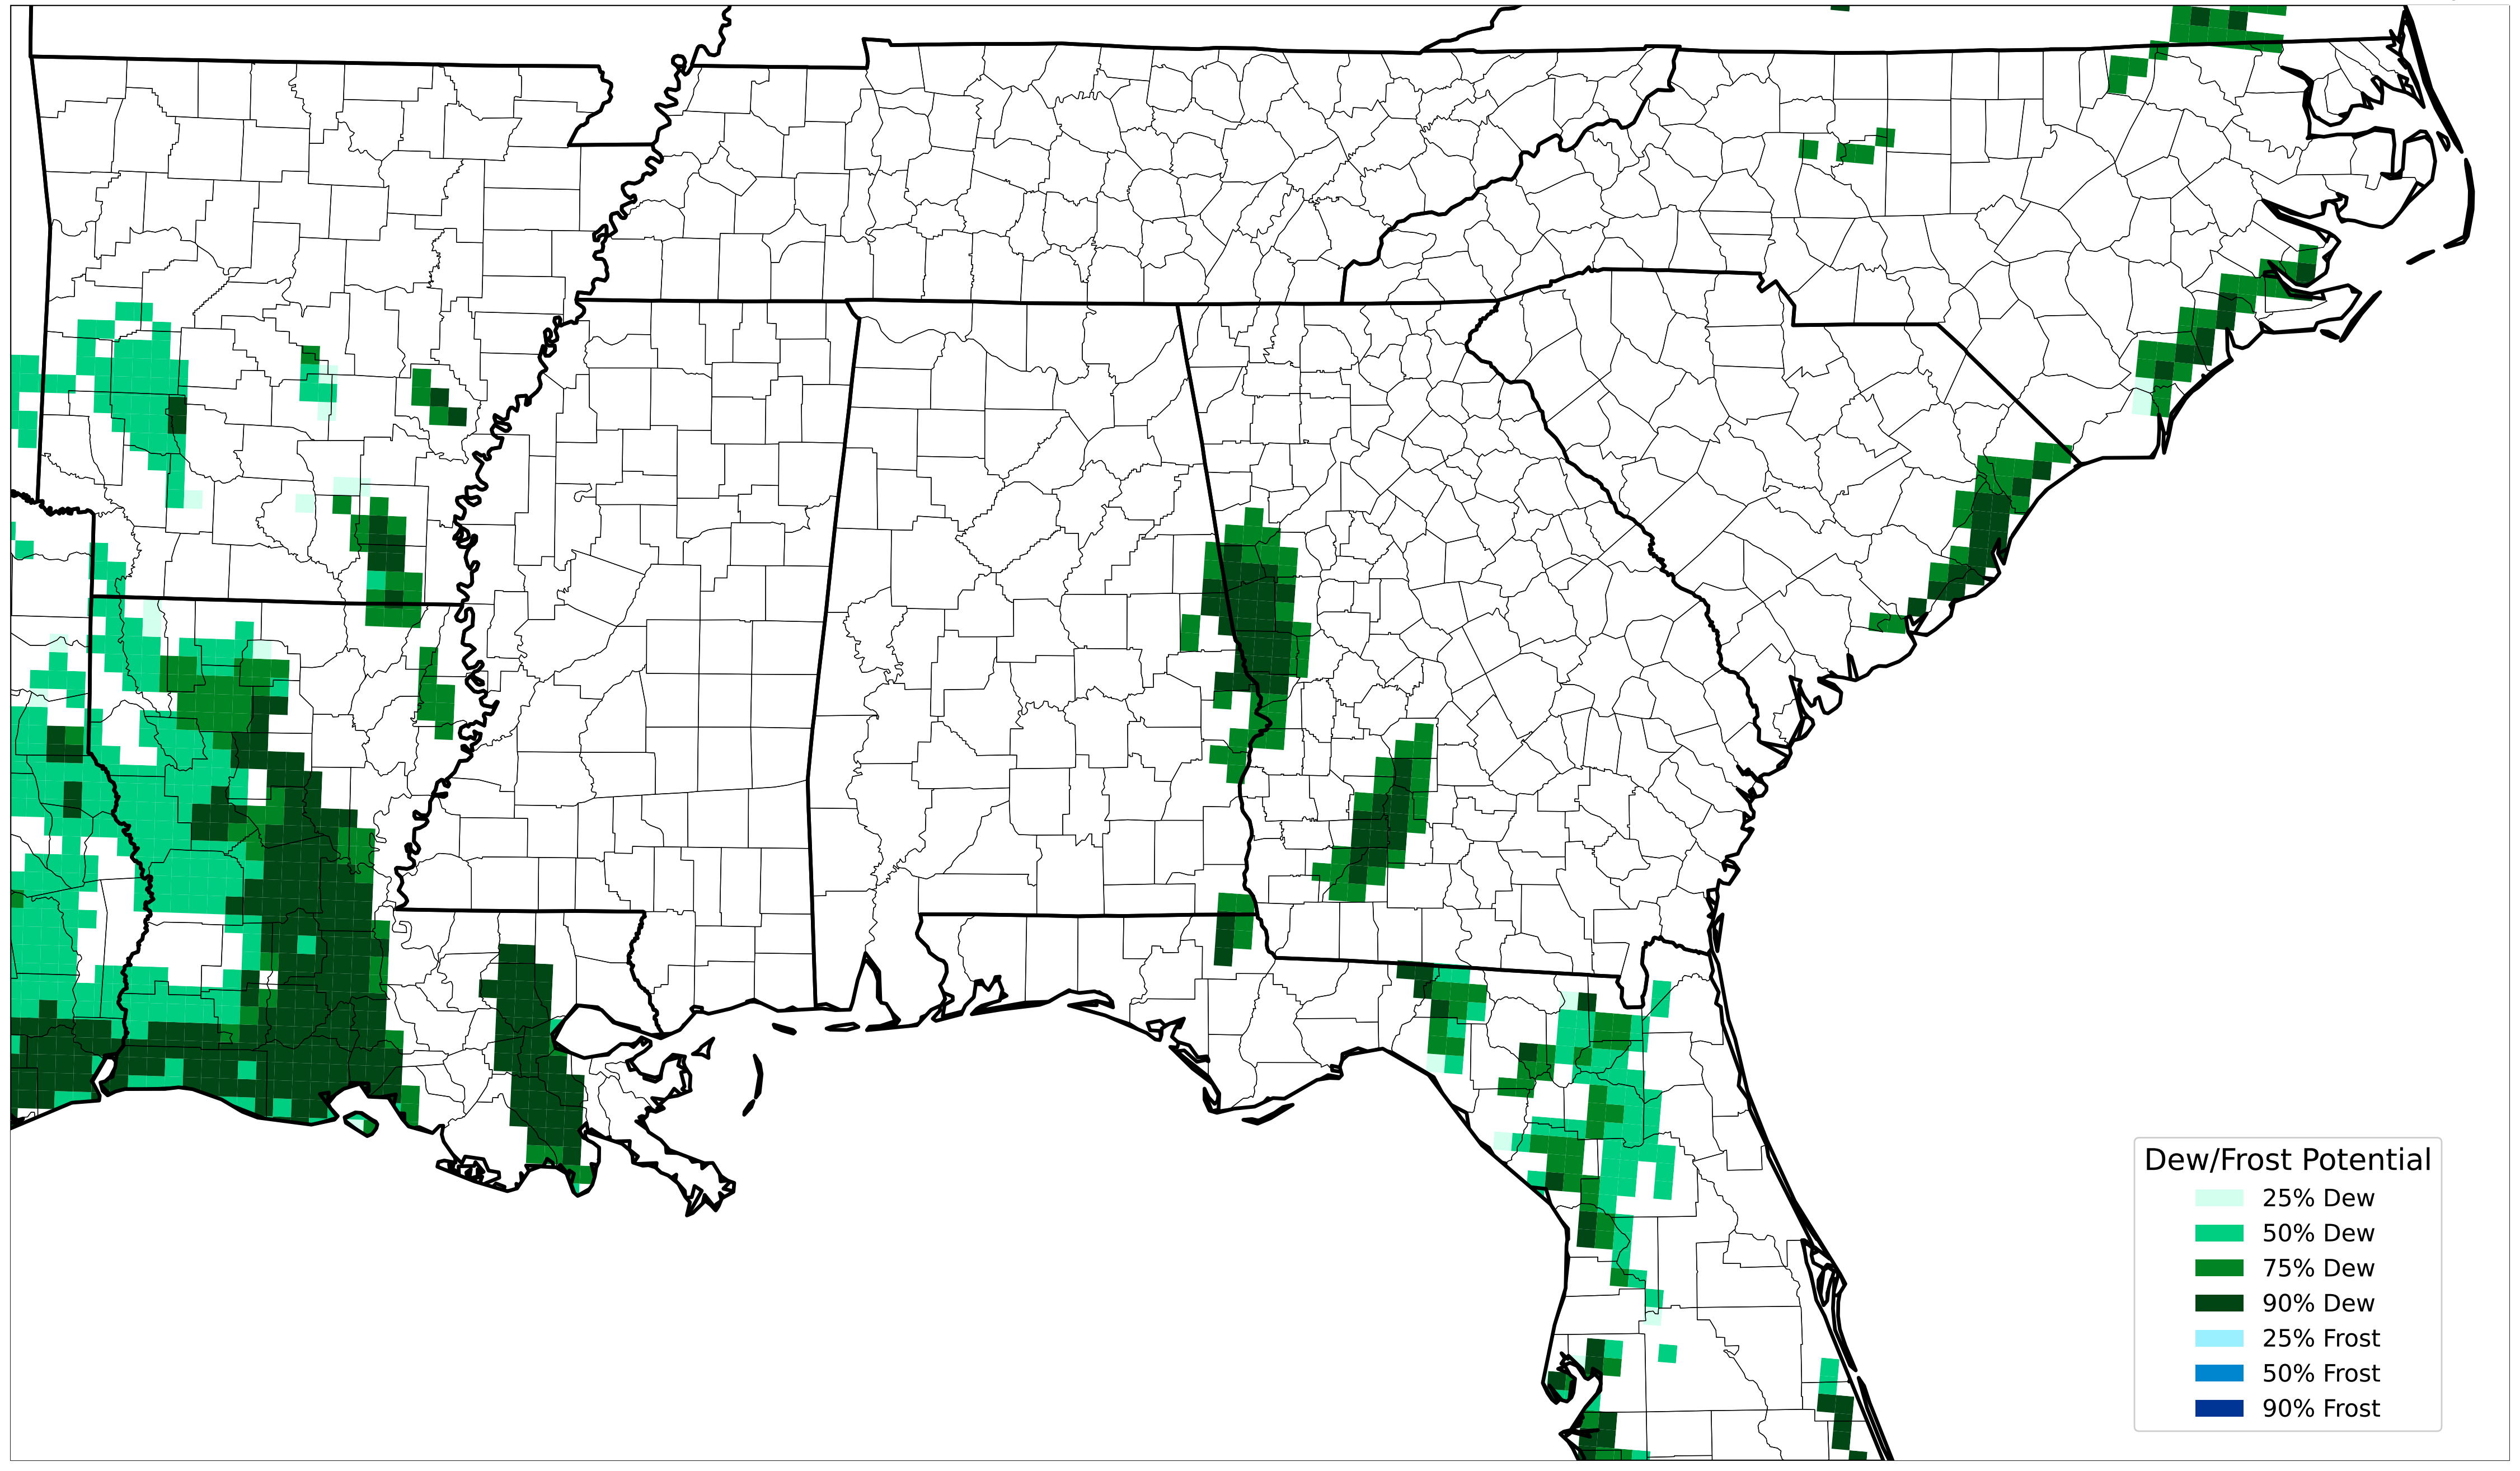 Dew/Frost Potential
25% Dew
50% Dew
75% Dew
90% Dew
25% Frost
50% Frost
90% Frost